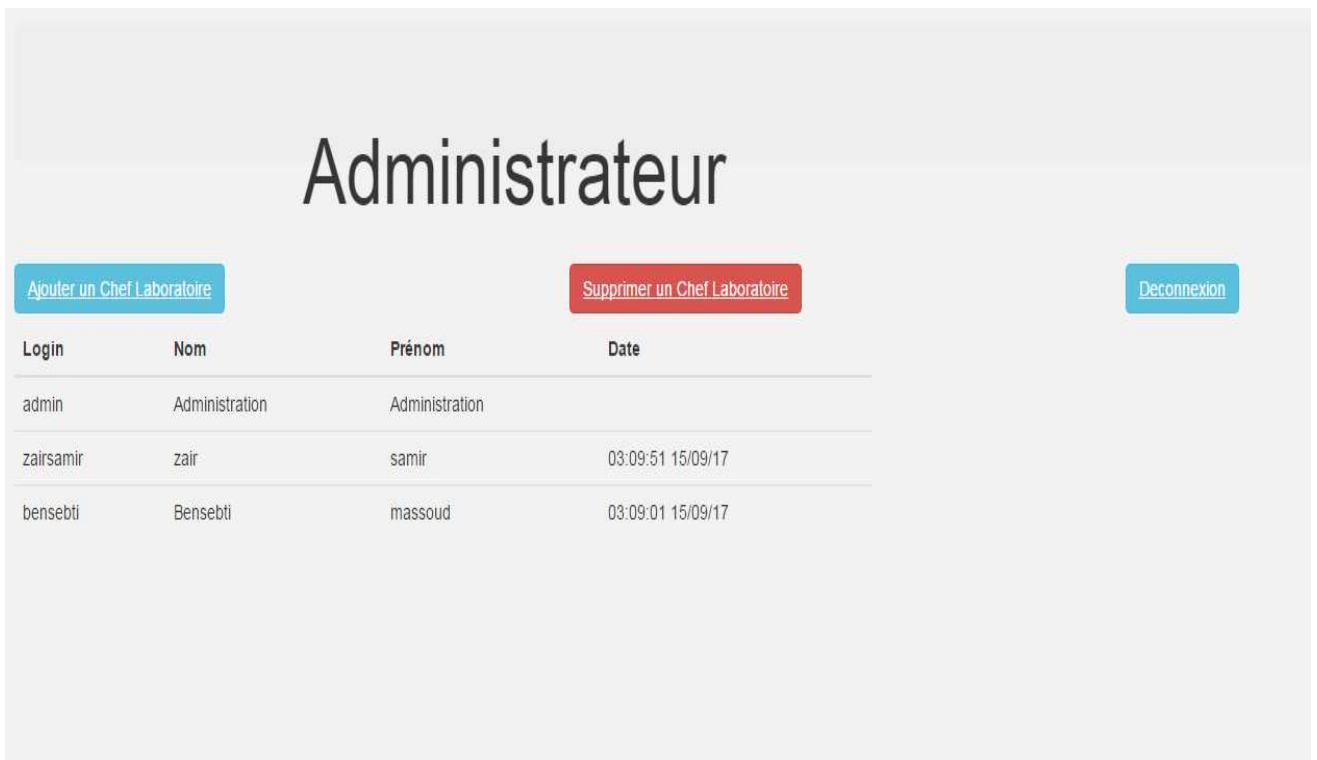 Administrateur
Ajouter un Chef Laboratoire Supprimer un Chef Laboratoire Deconnexion
Login Nom Prénom Date
admin Administration Administration
zairsamir zair samir 03:09:51 15/09/17
bensebti Bensebti massoud 03:09:01 15/09/17